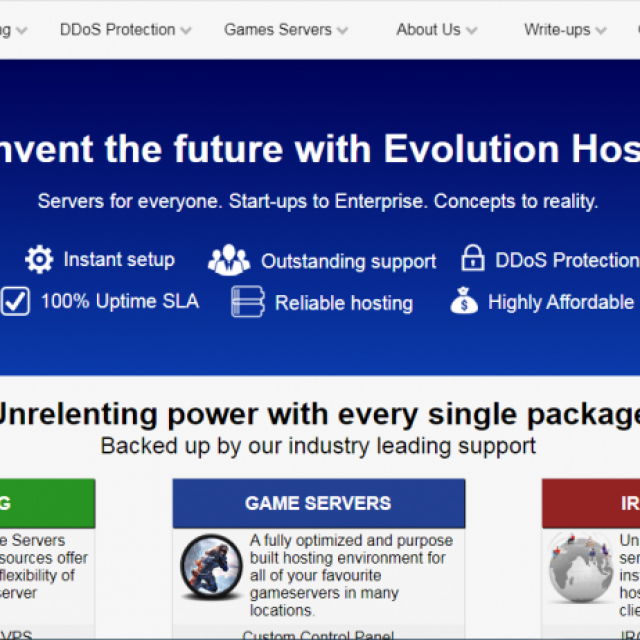 ng
DDoS Protection
Games Servers
About Us
Write-ups
nvent the future with Evolution Hos
Servers for everyone. Start-ups to Enterprise. Concepts to reality.
Instant setup
Outstanding support
DDoS Protection
100% Uptime SLA
Reliable hosting
Highly Affordable
Unrelenting power with every single package
Backed up by our industry leading support
G
e Servers
sources offer
flexibility of
server
VPS
GAME SERVERS
A fully optimized and purpose
built hosting environment for
all of your favourite
gameservers in many
locations.
Custom Control Panel
IR
Un
ser
ins
hos
clie